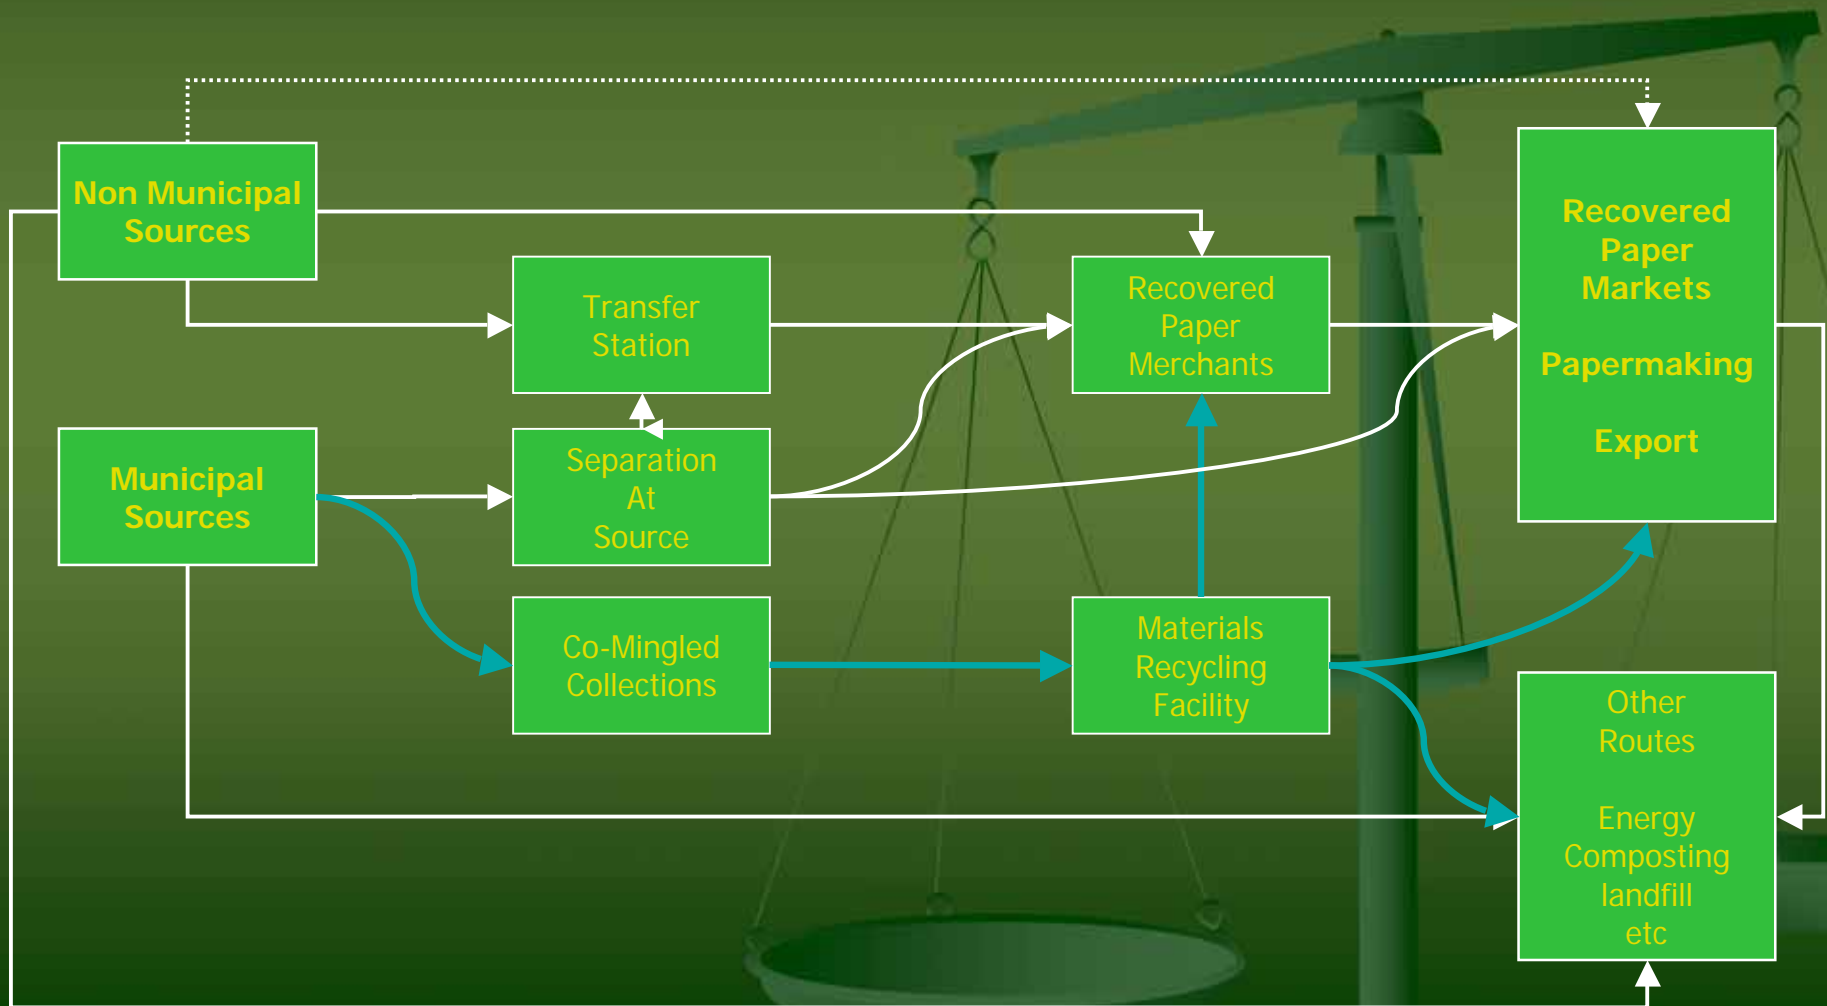 Non Municipal
Sources
Transfer
Station
Recovered
Paper
Merchants
Recovered
Paper
Markets
Papermaking
Export
Municipal
Sources
Separation
At
Source
Co-Mingled
Collections
Materials
Recycling
Facility
Other
Routes
Energy
Composting
landfill
etc